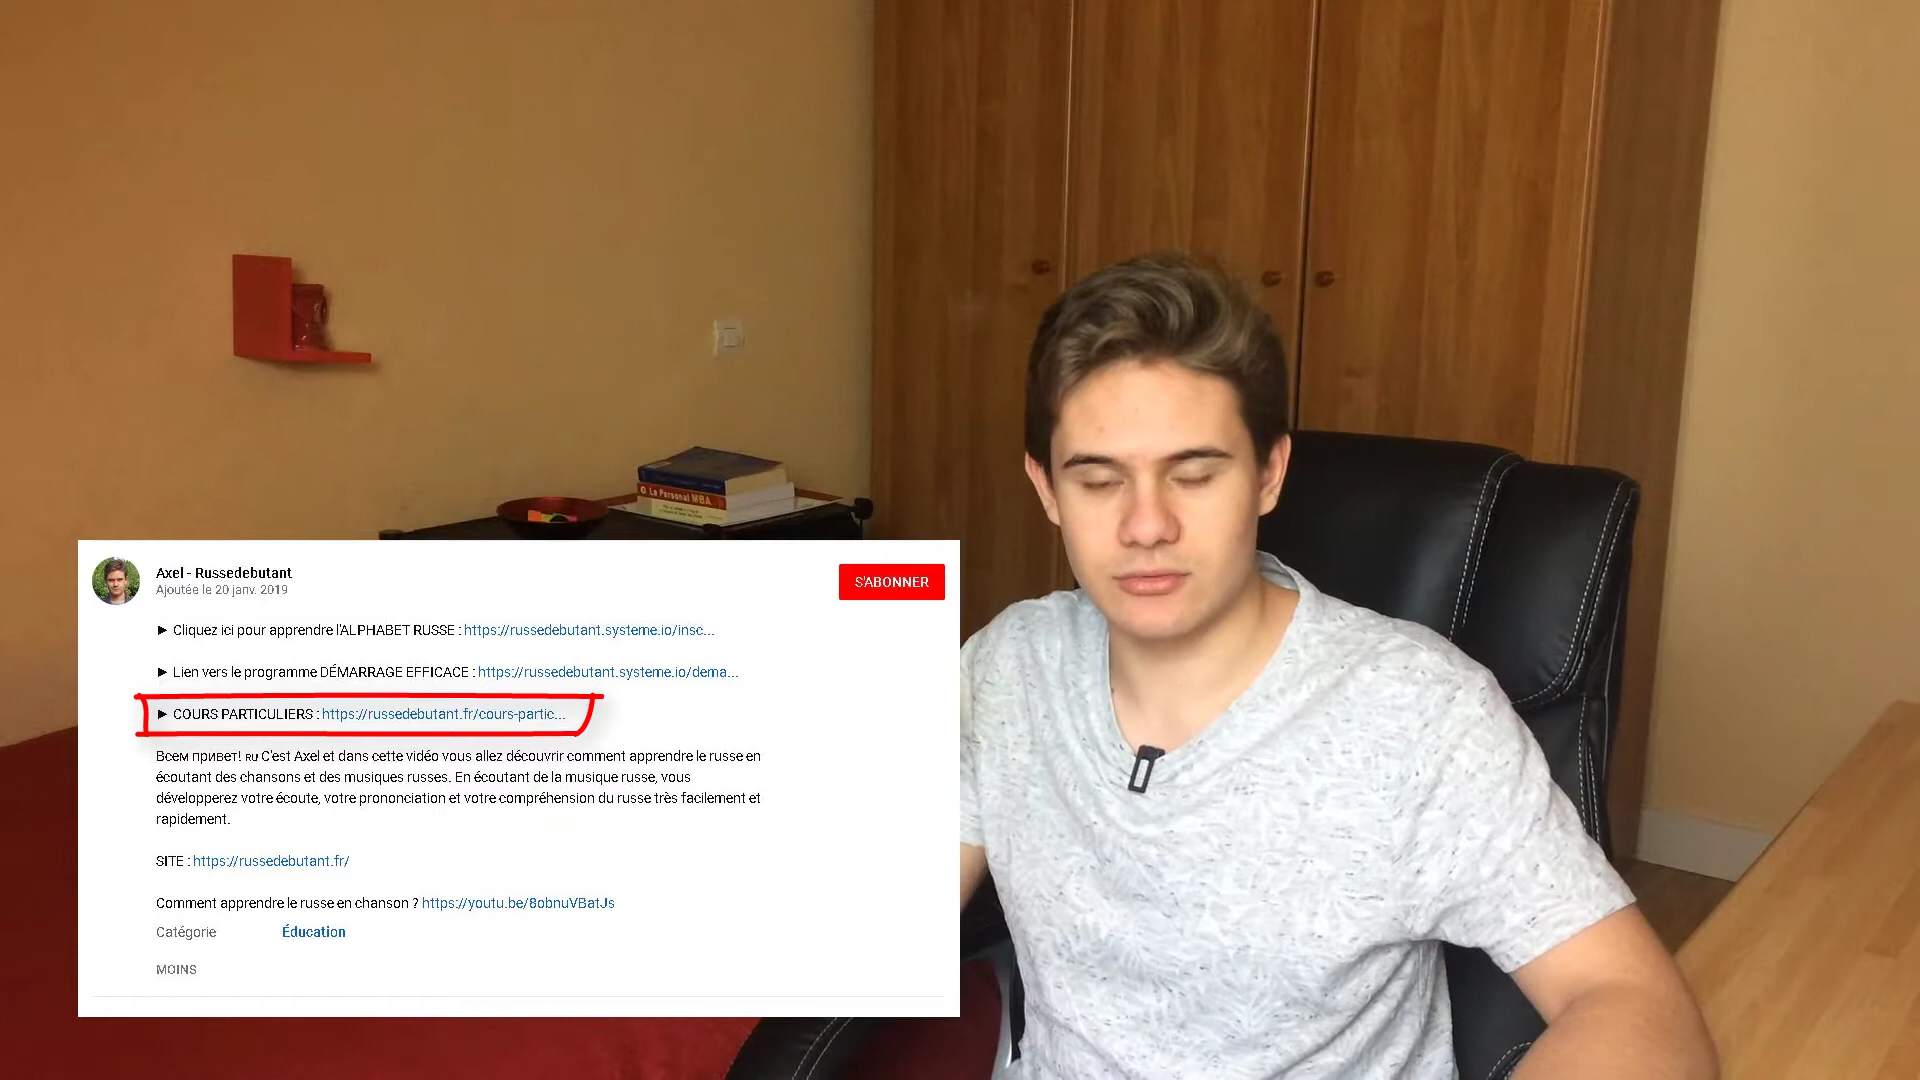 Le Personal MBA
Axel - Russedebutant
Ajoutée le 20 janv. 2019
S'ABONNER
► Cliquez ici pour apprendre l'ALPHABET RUSSE : https://russedebutant.systeme.io/insc...
► Lien vers le programme DÉMARRAGE EFFICACE : https://russedebutant.systeme.io/dema...
► COURS PARTICULIERS : https://russedebutant.fr/cours-partic...
Всем привет! RU C'est Axel et dans cette vidéo vous allez découvrir comment apprendre le russe en
écoutant des chansons et des musiques russes. En écoutant de la musique russe, vous
développerez votre écoute, votre prononciation et votre compréhension du russe très facilement et
rapidement.
SITE : https://russedebutant.fr/
Comment apprendre le russe en chanson ? https://youtu.be/8obnuVBatJs
Catégorie Éducation
MOINS